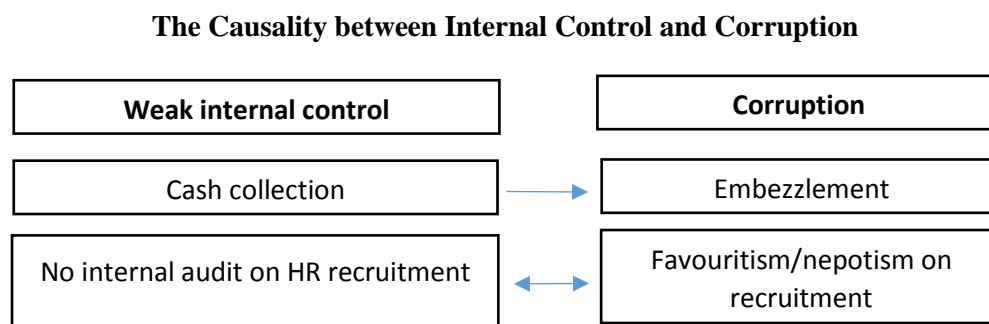 The Causality between Internal Control and Corruption
Weak internal control
Corruption
Cash collection
Embezzlement
No internal audit on HR recruitment
Favouritism/nepotism on
recruitment